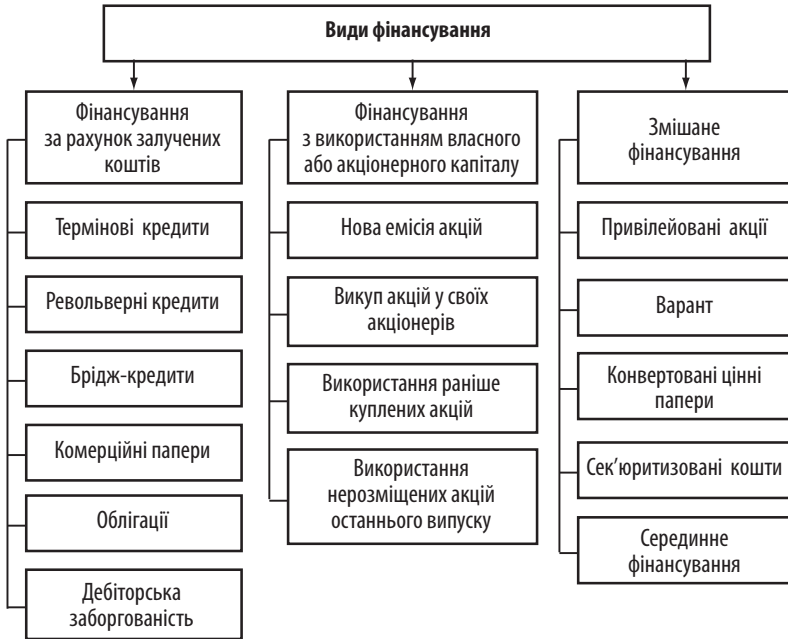 Види фінансування
Фінансування
за рахунок залучених
коштів
Термінові кредити
Револьверні кредити
Брідж-кредити
Комерційні папери
Облігації
Дебіторська
заборгованість
Фінансування
з використанням власного
або акціонерного капіталу
Нова емісія акцій
Викуп акцій у своїх
акціонерів
Використання раніше
куплених акцій
Використання
нерозміщених акцій
останнього випуску
Змішане
фінансування
Привілейовані акції
Варант
Конвертовані цінні
папери
Сек’юритизовані кошти
Серединне
фінансування